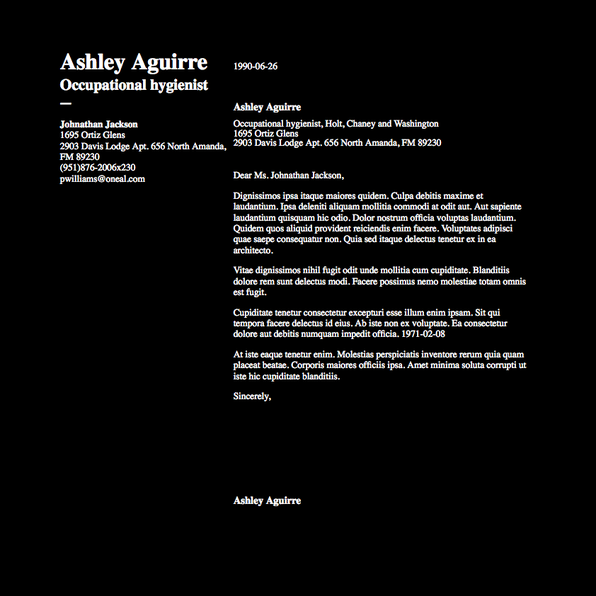 Ashley Aguirre
Occupational hygienist
Johnathan Jackson
1695 Ortiz Glens
2903 Davis Lodge Apt. 656 North Amanda,
FM 89230
(951)876-2006x230
pwilliams@oneal.com
1990-06-26
Ashley Aguirre
Occupational hygienist, Holt, Chaney and Washington
1695 Ortiz Glens
2903 Davis Lodge Apt. 656 North Amanda, FM 89230
Dear Ms. Johnathan Jackson,
Dignissimos ipsa itaque maiores quidem. Culpa debitis maxime et
laudantium. Ipsa deleniti aliquam mollitia commodi at odit aut. Aut sapiente
laudantium quisquam hic odio. Dolor nostrum officia voluptas laudantium.
Quidem quos aliquid provident reiciendis enim facere. Voluptates adipisci
quae saepe consequatur non. Quia sed itaque delectus tenetur ex in ea
architecto.
Vitae dignissimos nihil fugit odit unde mollitia cum cupiditate. Blanditiis
dolore rem sunt delectus modi. Facere possimus nemo molestiae totam omnis
est fugit.
Cupiditate tenetur consectetur excepturi esse illum enim ipsam. Sit qui
tempora facere delectus id eius. Ab iste non ex voluptate. Ea consectetur
dolore aut debitis numquam impedit officia. 1971-02-08
At iste eaque tenetur enim. Molestias perspiciatis inventore rerum quia quam
placeat beatae. Corporis maiores officiis ipsa. Amet minima soluta corrupti ut
iste hic cupiditate blanditiis.
Sincerely,
Ashley Aguirre